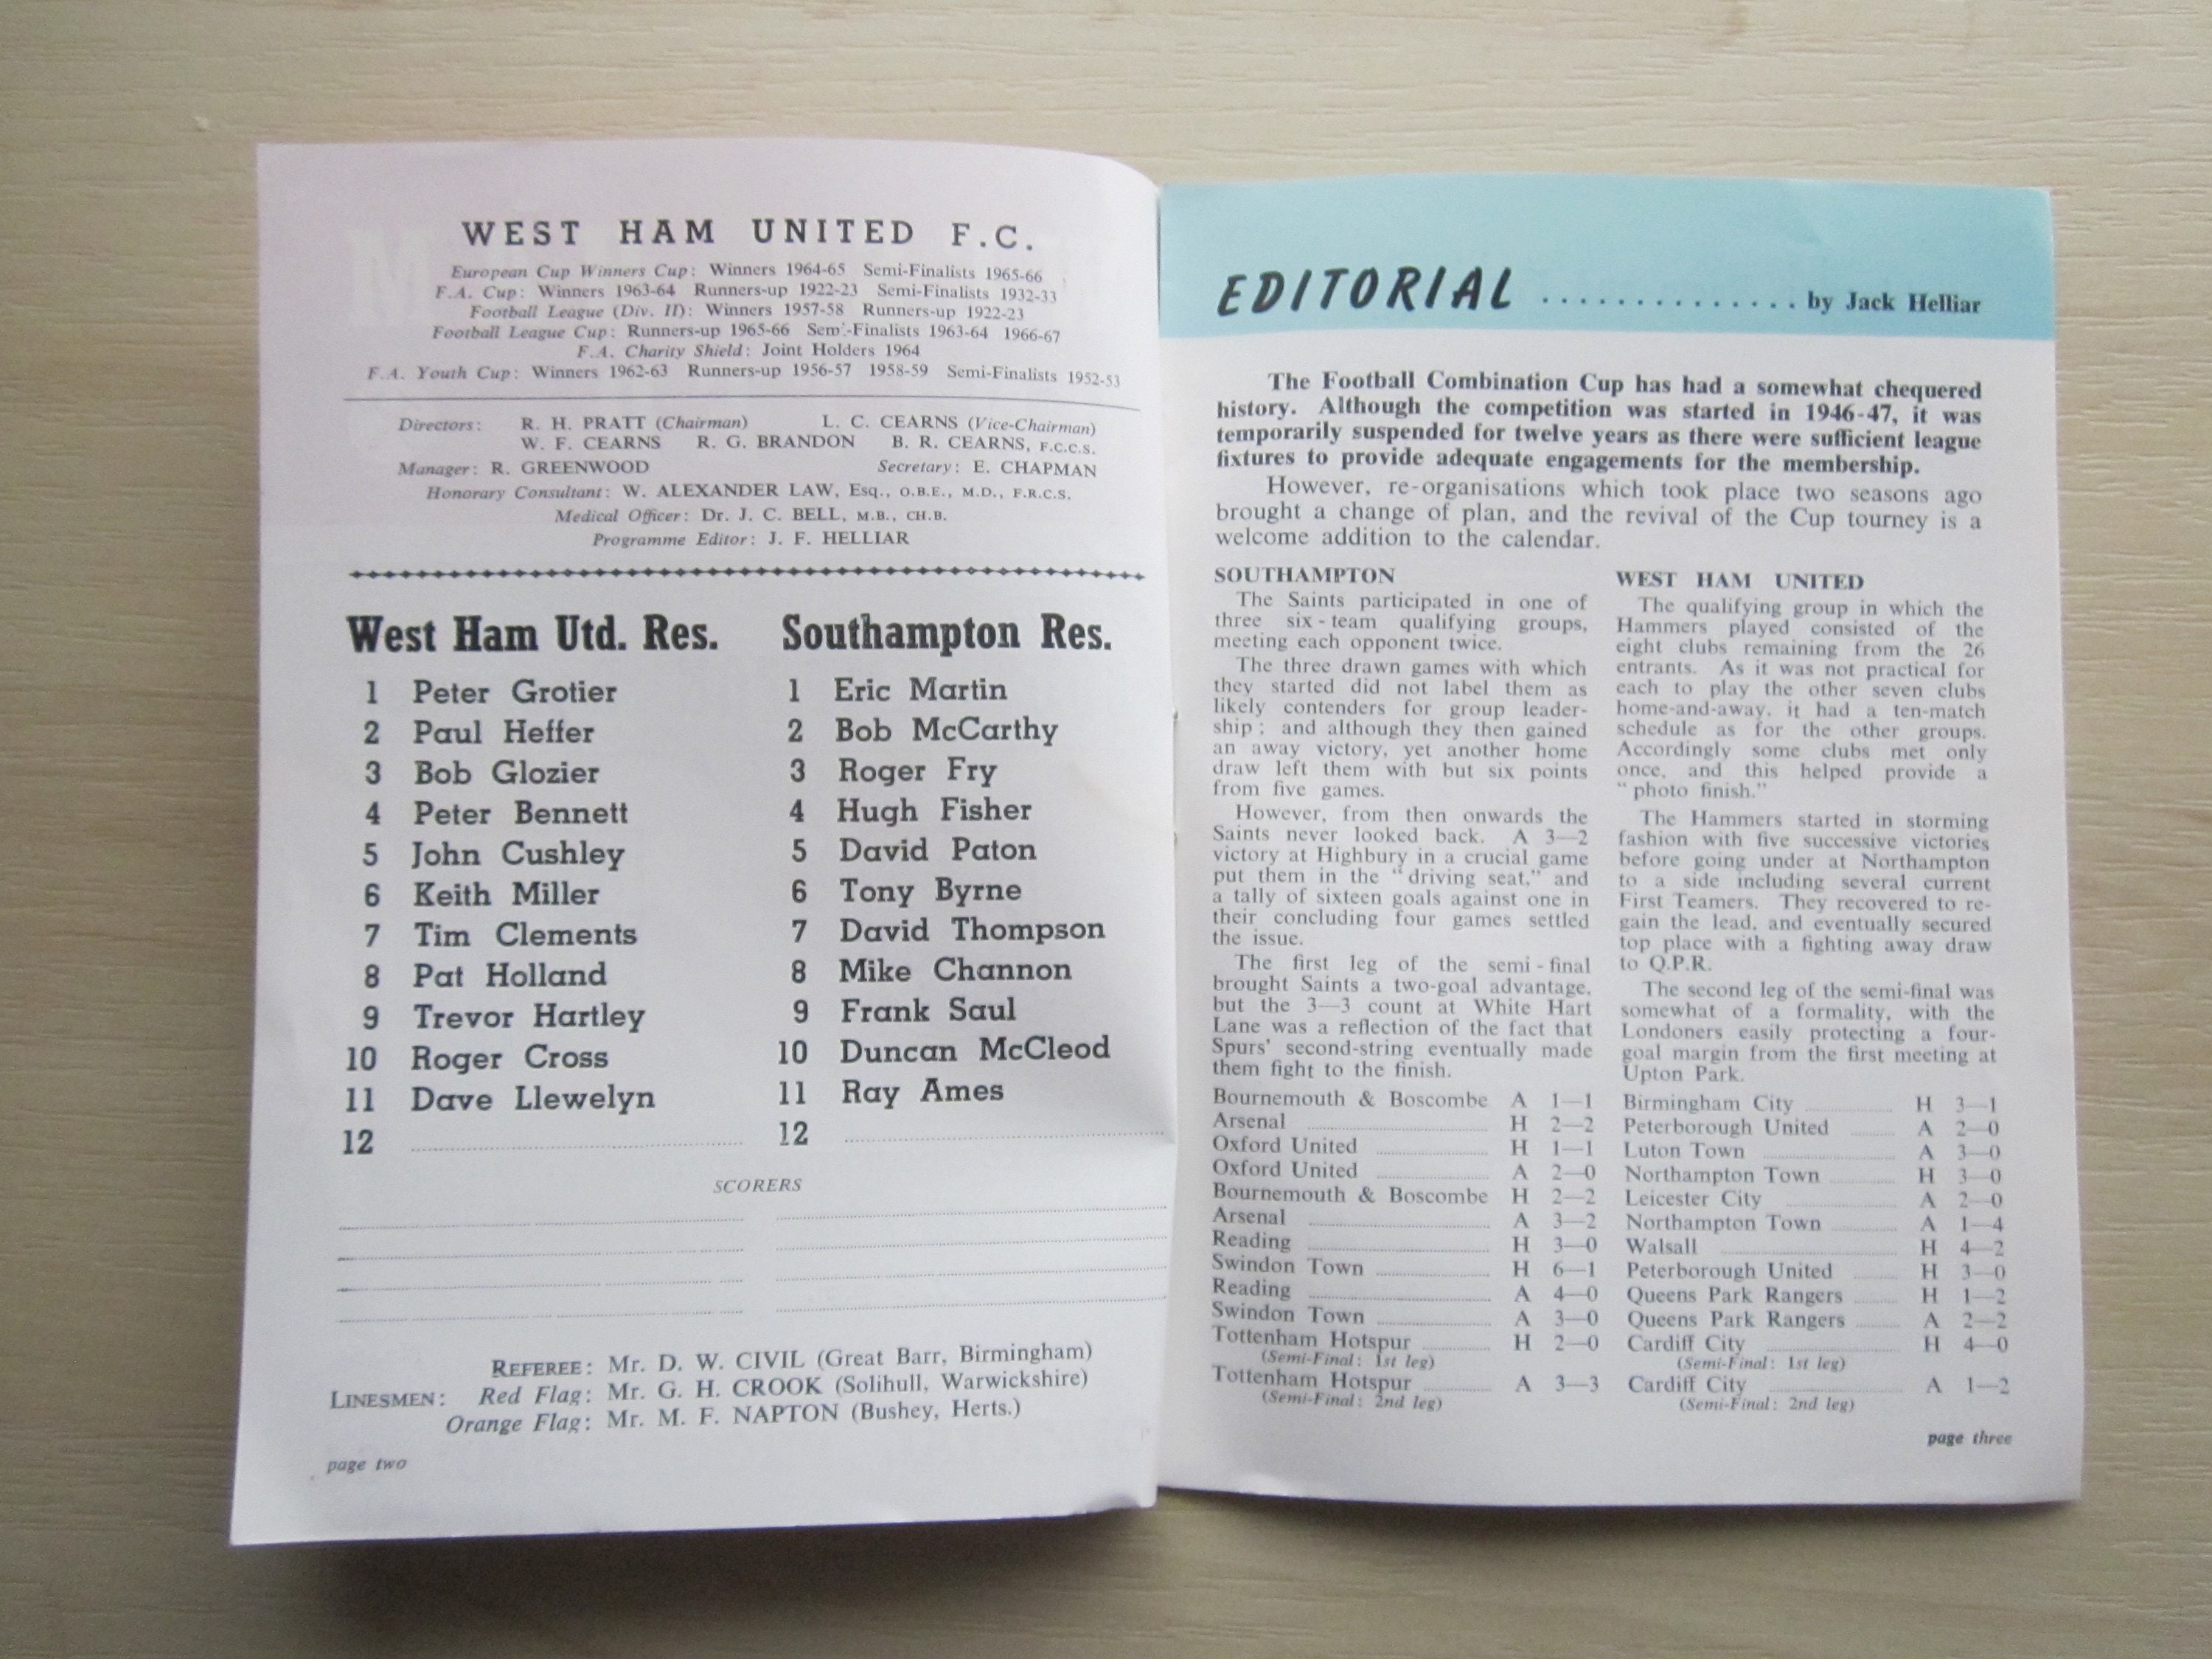 WEST HAM UNITED F.C.
European Cup Winners Cup: Winners 1964-65 Semi-Finalists 1965-66
F.A. Cup: Winners 1963-64 Runners-up 1922-23 Semi-Finalists 1932-33
Football League (Div. II): Winners 1957-58 Runners-up 1922-23
Football League Cup: Runners-up 1965-66 Semi-Finalists 1963-64 1966-67
F.A. Charity Shield: Joint Holders 1964
F.A. Youth Cup: Winners 1962-63 Runners-up 1956-57 1958-59 Semi-Finalists 1952-53
Directors: R. H. PRATT (Chairman) L. C. CEARNS (Vice-Chairman)
W. F. CEARNS R. G. BRANDON B. R. CEARNS, F.C.C.S.
Manager: R. GREENWOOD Secretary: E. CHAPMAN
Honorary Consultant: W. ALEXANDER LAW, Esq., O.B.E., M.D., F.R.C.S.
Medical Officer: Dr. J. C. BELL, M.B., CH.B.
Programme Editor: J. F. HELLIAR
West Ham Utd. Res. Southampton Res.
1 Peter Grotier 1 Eric Martin
2 Paul Heffer 2 Bob McCarthy
3 Bob Glozier 3 Roger Fry
4 Peter Bennett 4 Hugh Fisher
5 John Cushley 5 David Paton
6 Keith Miller 6 Tony Byrne
7 Tim Clements 7 David Thompson
8 Pat Holland 8 Mike Channon
9 Trevor Hartley 9 Frank Saul
10 Roger Cross 10 Duncan McCleod
11 Dave Llewelyn 11 Ray Ames
12 12
SCORERS
REFEREE: Mr. D. W. CIVIL (Great Barr, Birmingham)
LINESMEN: Red Flag: Mr. G. H. CROOK (Solihull, Warwickshire)
Orange Flag: Mr. M. F. NAPTON (Bushey, Herts.)
page two
EDITORIAL .............. by Jack Helliar
The Football Combination Cup has had a somewhat chequered
history. Although the competition was started in 1946-47, it was
temporarily suspended for twelve years as there were sufficient league
fixtures to provide adequate engagements for the membership.
However, re-organisations which took place two seasons ago
brought a change of plan, and the revival of the Cup tourney is a
welcome addition to the calendar.
SOUTHAMPTON
The Saints participated in one of
three six-team qualifying groups,
meeting each opponent twice.
The three drawn games with which
they started did not label them as
likely contenders for group leader-
ship; and although they then gained
an away victory, yet another home
draw left them with but six points
from five games.
However, from then onwards the
Saints never looked back. A 3—2
victory at Highbury in a crucial game
put them in the "driving seat," and
a tally of sixteen goals against one in
their concluding four games settled
the issue.
The first leg of the semi-final
brought Saints a two-goal advantage,
but the 3—3 count at White Hart
Lane was a reflection of the fact that
Spurs' second-string eventually made
them fight to the finish.
Bournemouth & Boscombe A 1—1
Arsenal H 2—2
Oxford United H 1—1
Oxford United A 2—0
Bournemouth & Boscombe H 2—2
Arsenal A 3—2
Reading H 3—0
Swindon Town H 6—1
Reading A 4—0
Swindon Town A 3—0
Tottenham Hotspur H 2—0
(Semi-Final: 1st leg)
Tottenham Hotspur A 3—3
(Semi-Final: 2nd leg)
WEST HAM UNITED
The qualifying group in which the
Hammers played consisted of the
eight clubs remaining from the 26
entrants. As it was not practical for
each to play the other seven clubs
home-and-away, it had a ten-match
schedule as for the other groups.
Accordingly some clubs met only
once, and this helped provide a
"photo finish."
The Hammers started in storming
fashion with five successive victories
before going under at Northampton
to a side including several current
First Teamers. They recovered to re-
gain the lead, and eventually secured
top place with a fighting away draw
to Q.P.R.
The second leg of the semi-final was
somewhat of a formality, with the
Londoners easily protecting a four-
goal margin from the first meeting at
Upton Park.
Birmingham City H 3—1
Peterborough United A 2—0
Luton Town A 3—0
Northampton Town H 3—0
Leicester City A 2—0
Northampton Town A 1—4
Walsall H 4—2
Peterborough United H 3—0
Queens Park Rangers H 1—2
Queens Park Rangers A 2—2
Cardiff City H 4—0
(Semi-Final: 1st leg)
Cardiff City A 1—2
(Semi-Final: 2nd leg)
page three